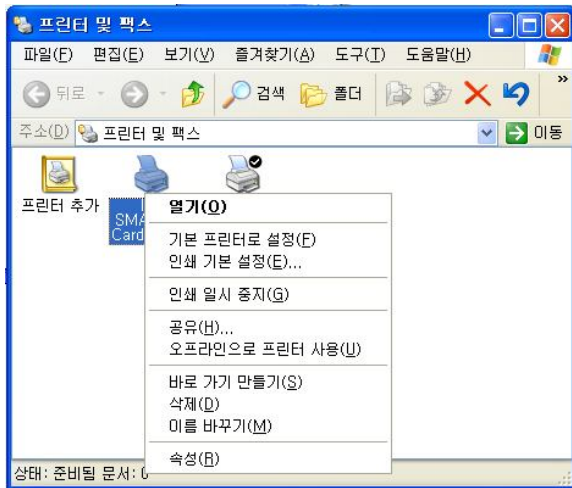 프린터 및 팩스
파일(F) 편집(E) 보기(V) 즐겨찾기(A) 도구(T) 도움말(H)
뒤로 검색 폴더 »
주소(D) 프린터 및 팩스 이동
프린터 추가
SMA
Card
열기(O)
기본 프린터로 설정(F)
인쇄 기본 설정(E)...
인쇄 일시 중지(G)
공유(H)...
오프라인으로 프린터 사용(U)
바로 가기 만들기(S)
삭제(D)
이름 바꾸기(M)
속성(R)
상태: 준비됨 문서: 0